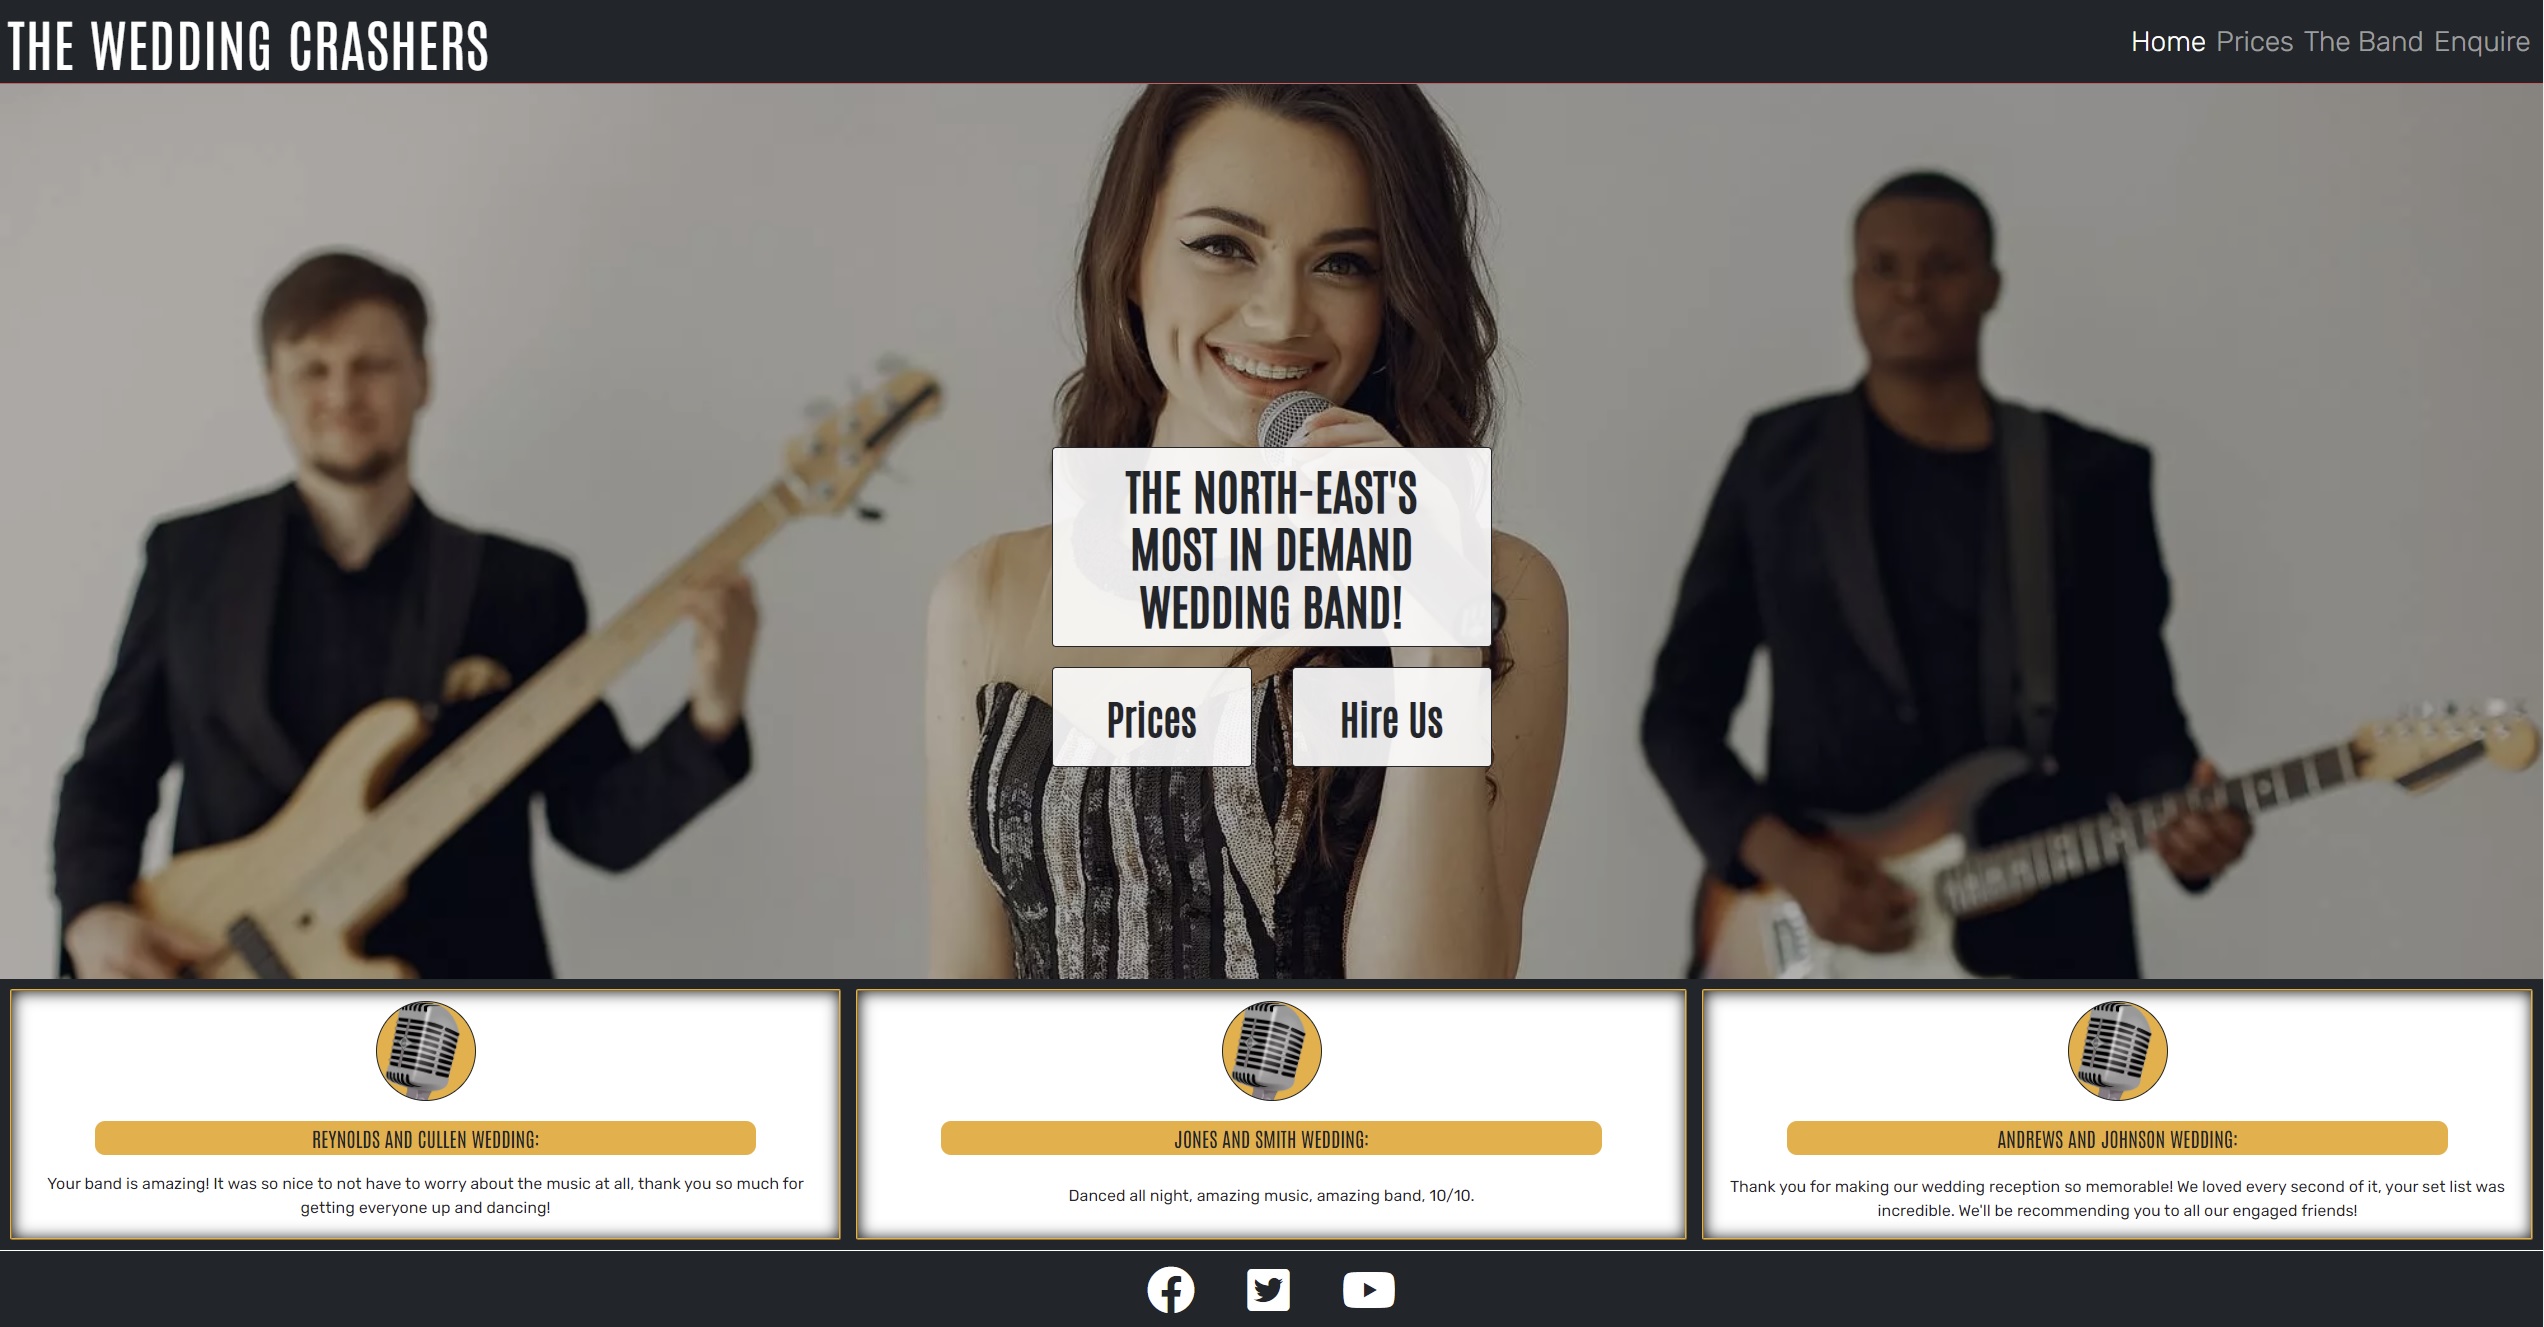 THE WEDDING CRASHERS
Home Prices The Band Enquire
THE NORTH-EAST'S
MOST IN DEMAND
WEDDING BAND!
Prices
Hire Us
REYNOLDS AND CULLEN WEDDING:
Your band is amazing! It was so nice to not have to worry about the music at all, thank you so much for
getting everyone up and dancing!
JONES AND SMITH WEDDING:
Danced all night, amazing music, amazing band, 10/10.
ANDREWS AND JOHNSON WEDDING:
Thank you for making our wedding reception so memorable! We loved every second of it, your set list was
incredible. We'll be recommending you to all our engaged friends!